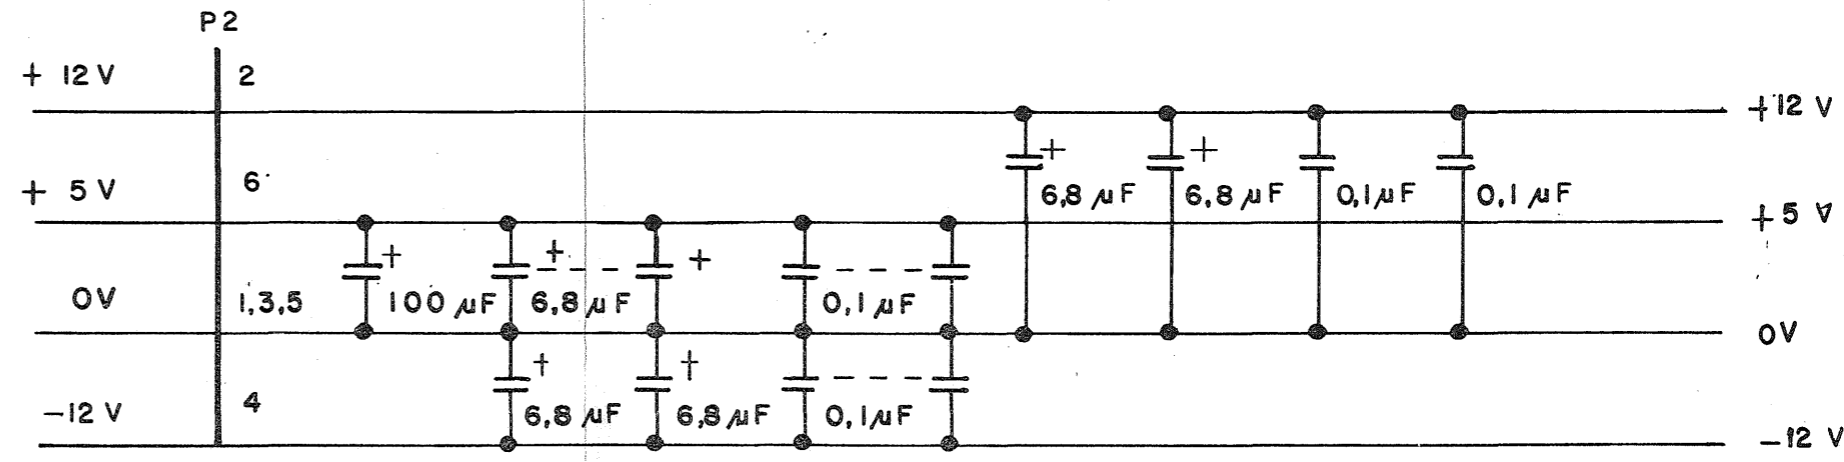 P2
+ 12 V
2
+12 V
+ + 
6,8 µF 6,8 µF 0,1 µF 0,1 µF
+ 5 V
6
+5 V
+ + +
0V
1,3,5
100 µF 6,8 µF 0,1 µF
0V
+ +
-12 V
4
6,8 µF 6,8 µF 0,1 µF
-12 V